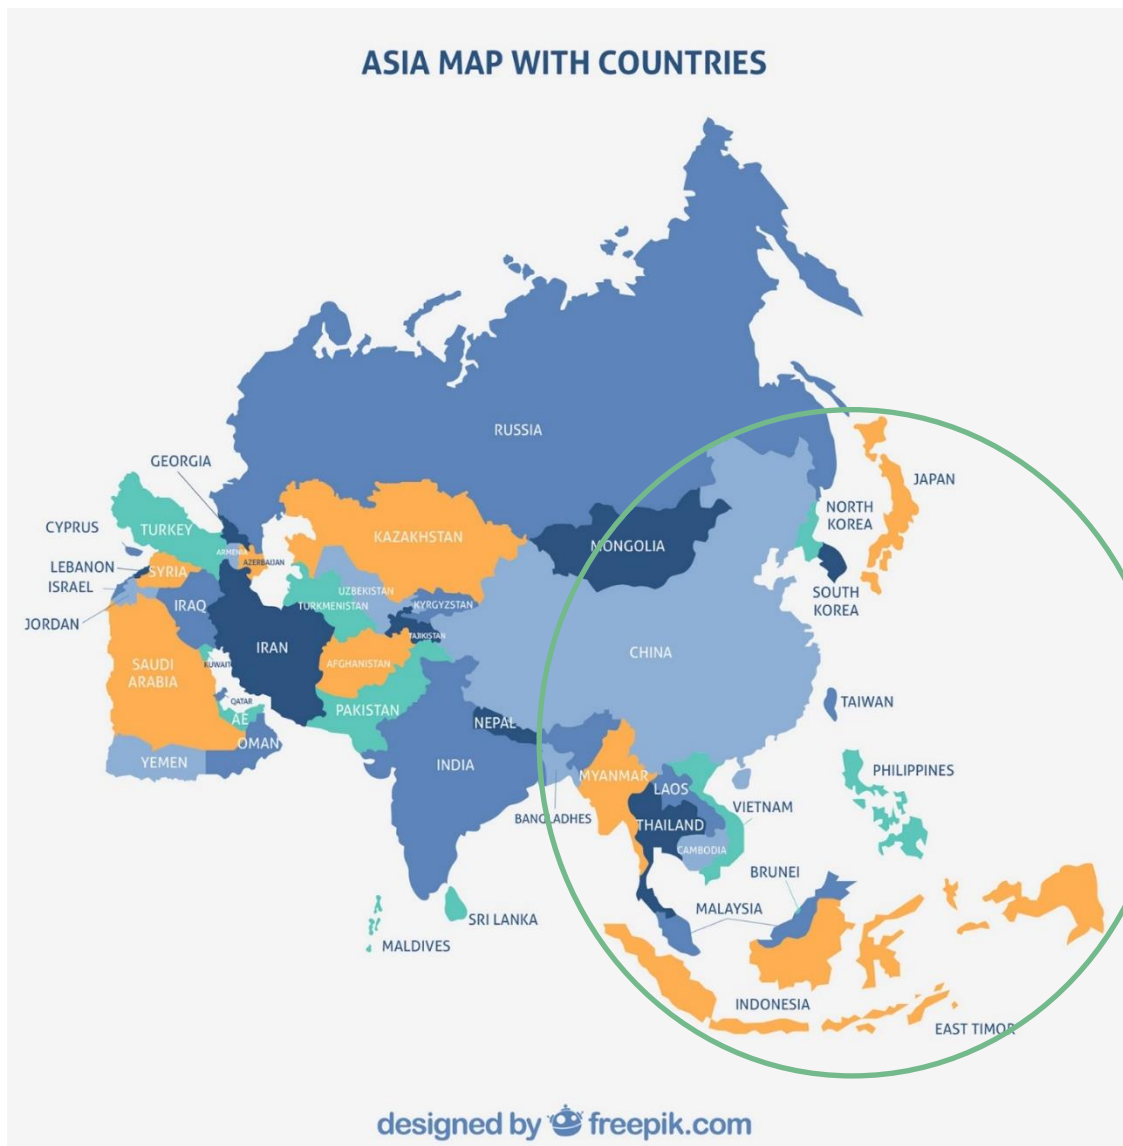 ASIA MAP WITH COUNTRIES
RUSSIA
GEORGIA
JAPAN
CYPRUS
TURKEY
KAZAKHSTAN
NORTH
KOREA
ARMENIA
AZERBAIJAN
MONGOLIA
LEBANON
SYRIA
ISRAEL
UZBEKISTAN
KYRGYZSTAN
SOUTH
KOREA
IRAQ
TURKMENISTAN
JORDAN
TAJIKISTAN
IRAN
CHINA
SAUDI
ARABIA
KUWAIT
AFGHANISTAN
QATAR
PAKISTAN
TAIWAN
AE
NEPAL
OMAN
YEMEN
INDIA
MYANMAR
PHILIPPINES
LAOS
VIETNAM
BANGLADHES
THAILAND
CAMBODIA
BRUNEI
MALAYSIA
SRI LANKA
MALDIVES
INDONESIA
EAST TIMOR
designed by freepik.com